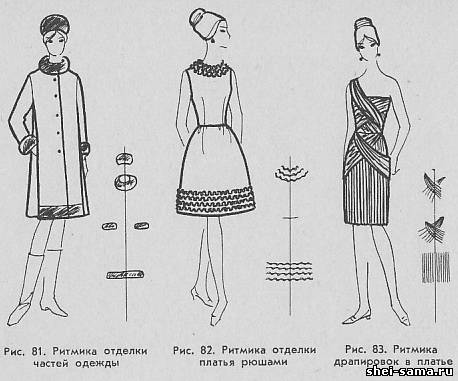 Рис. 81. Ритмика отделки
частей одежды
Рис. 82. Ритмика отделки
платья рюшами
Рис. 83. Ритмика
драпировок в платье
shei-sama.ru